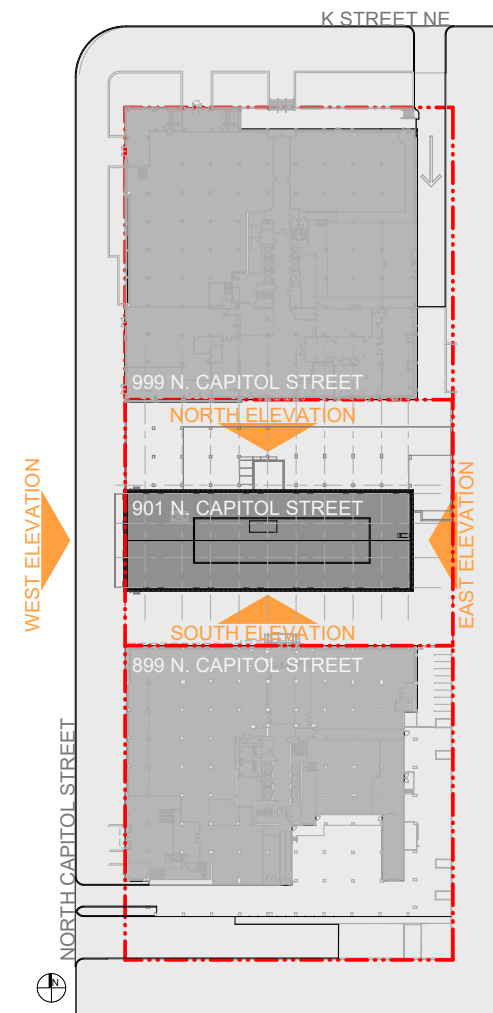 K STREET NE
999 N. CAPITOL STREET
NORTH ELEVATION
901 N. CAPITOL STREET
WEST ELEVATION
EAST ELEVATION
SOUTH ELEVATION
899 N. CAPITOL STREET
NORTH CAPITOL STREET
N